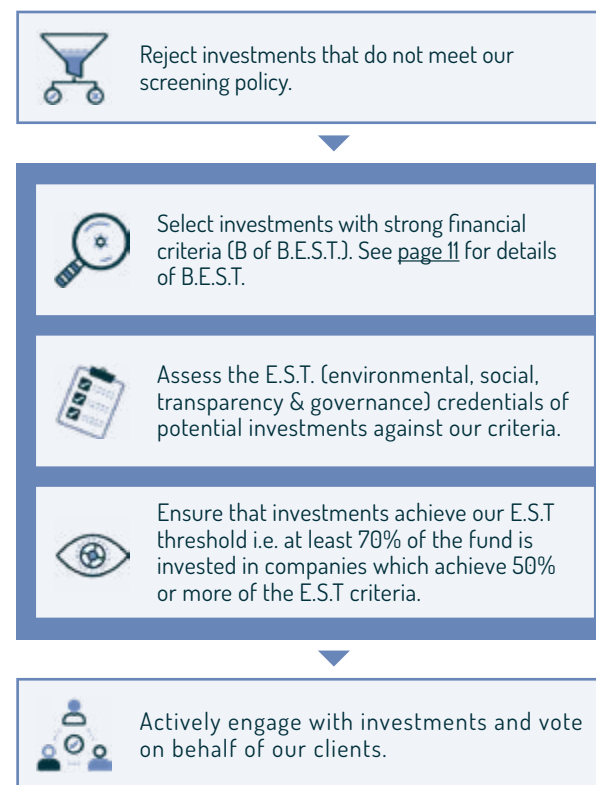 Reject investments that do not meet our
screening policy.
Select investments with strong financial
criteria (B of B.E.S.T.). See page 11 for details
of B.E.S.T.
Assess the E.S.T. (environmental, social,
transparency & governance) credentials of
potential investments against our criteria.
Ensure that investments achieve our E.S.T
threshold i.e. at least 70% of the fund is
invested in companies which achieve 50%
or more of the E.S.T criteria.
Actively engage with investments and vote
on behalf of our clients.